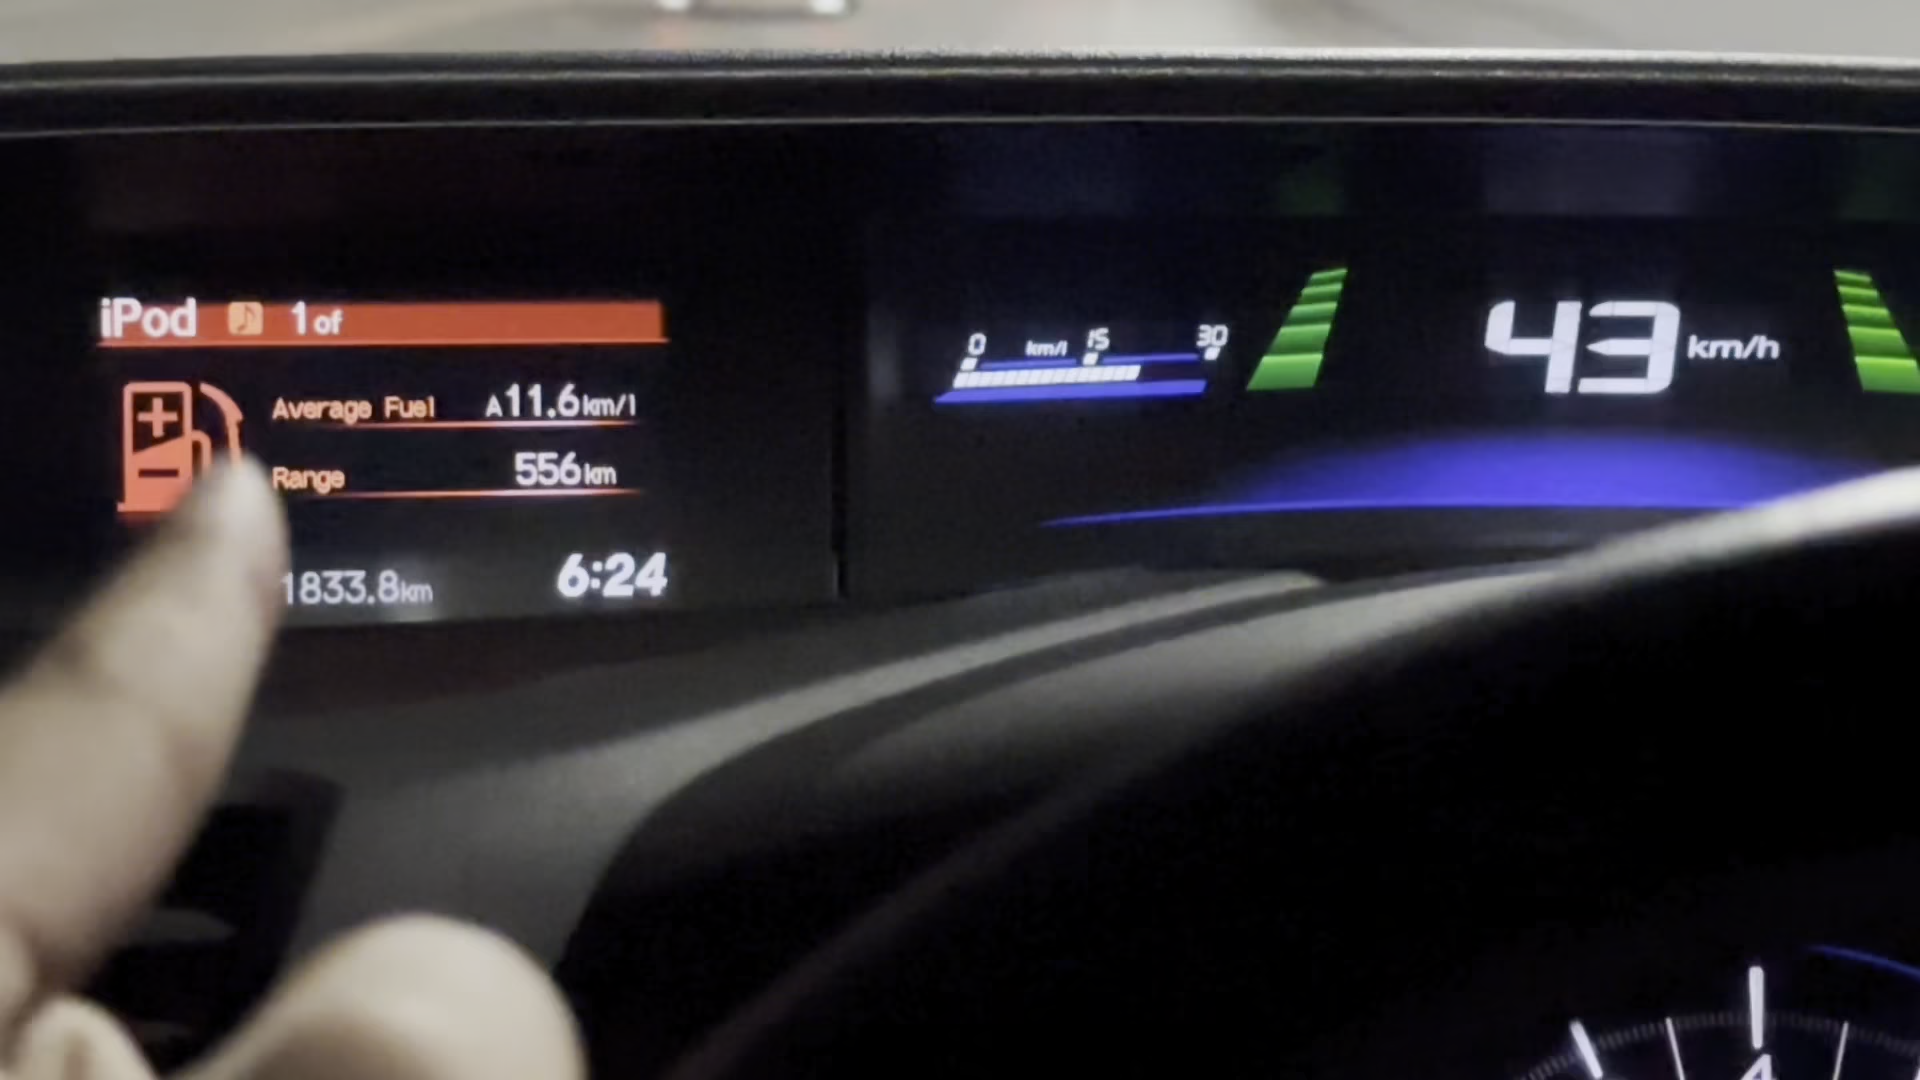 iPod 1 of
Average Fuel A11.6km/l
Range 556km
1833.8km 6:24
0 km/l 15 30
43 km/h
4